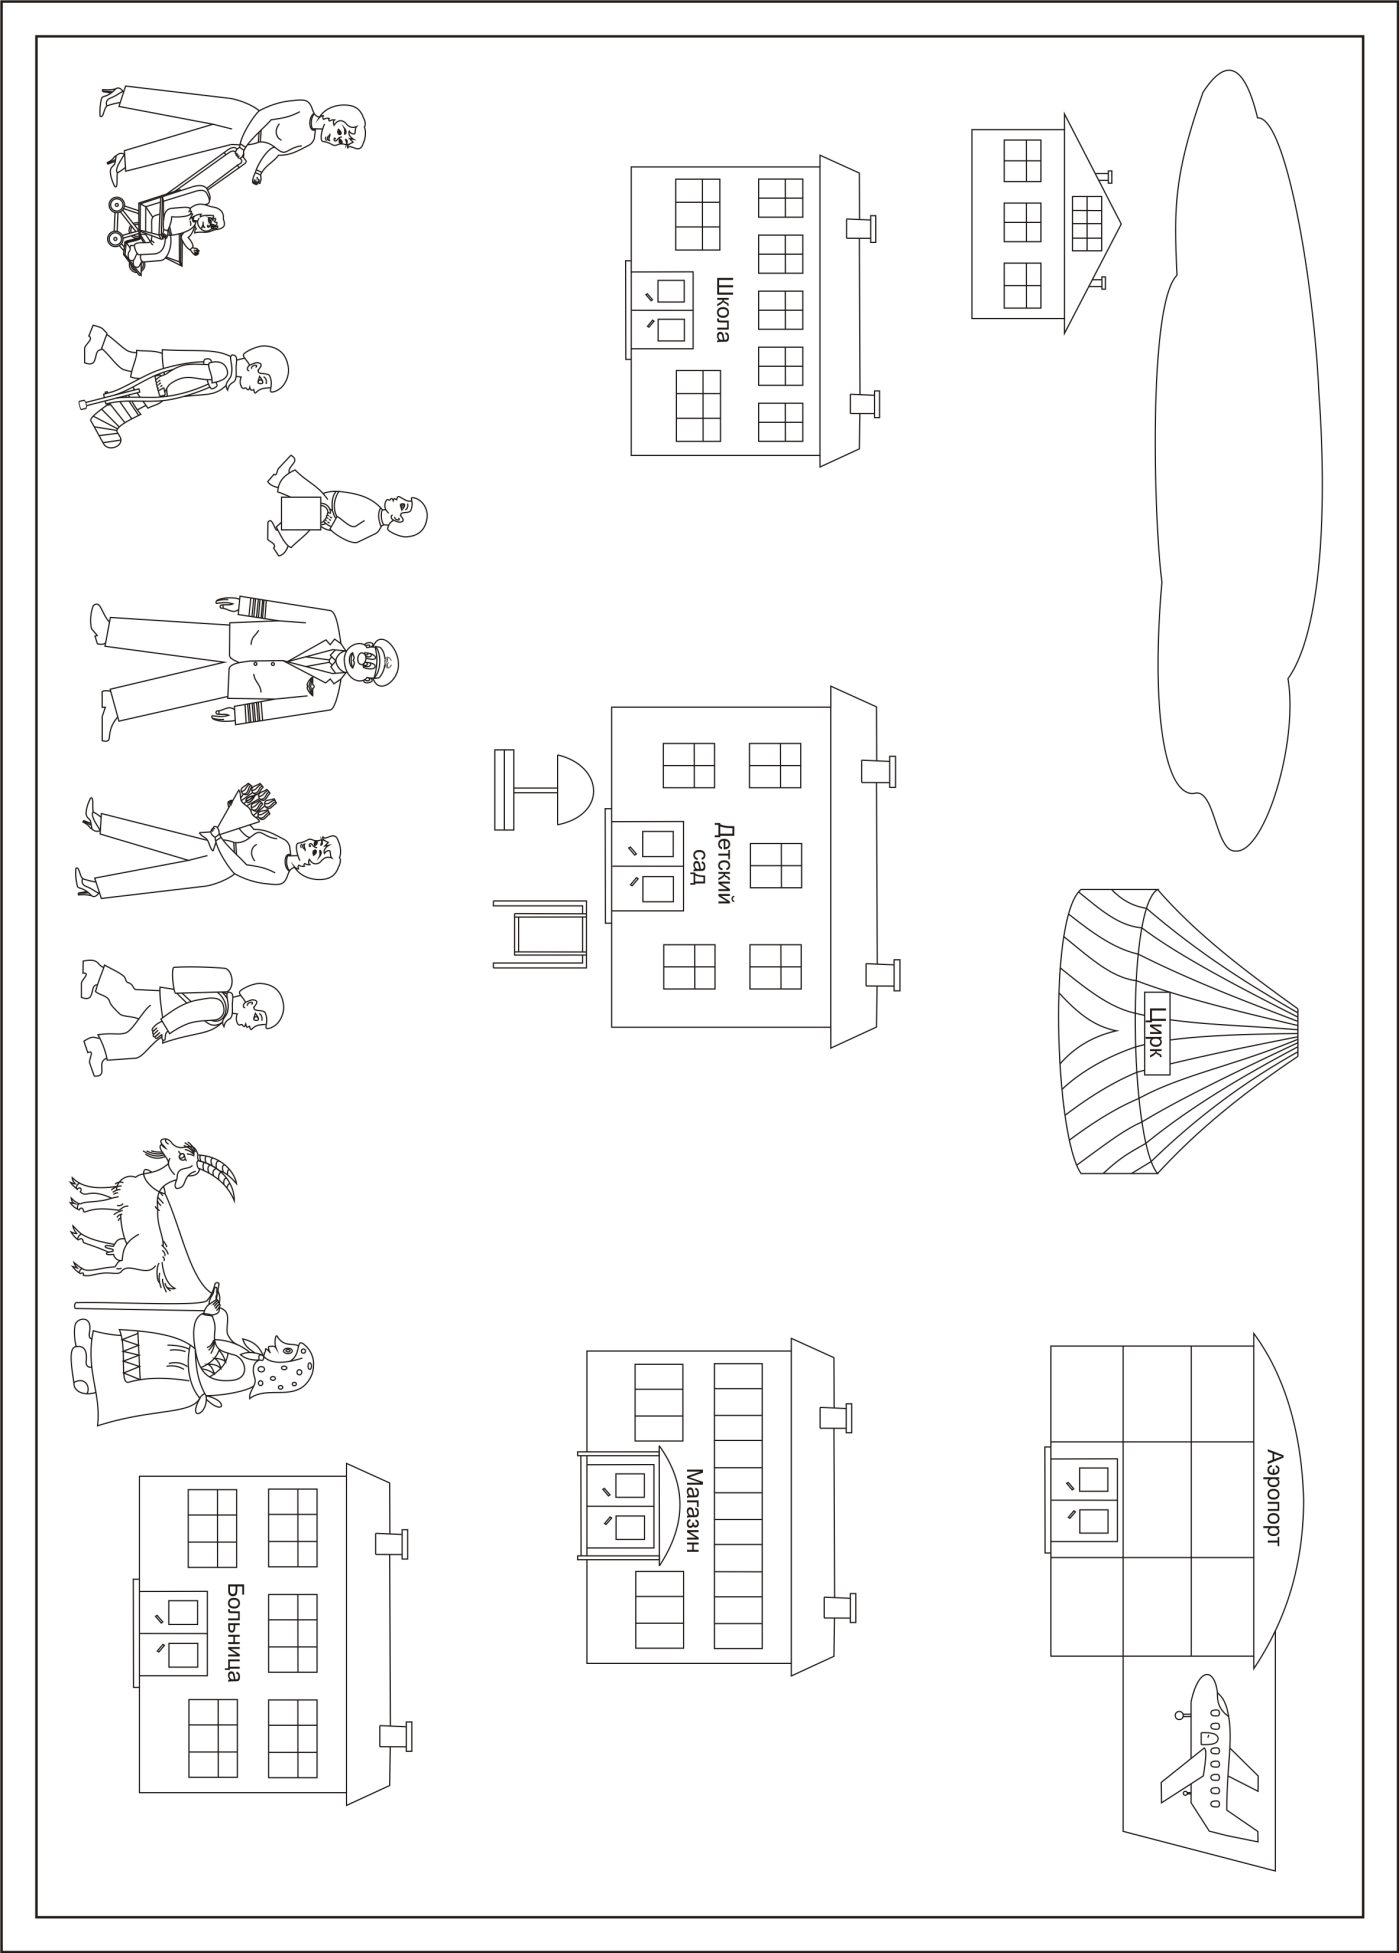 Цирк
Аэропорт
Школа
Детский
сад
Магазин
Больница